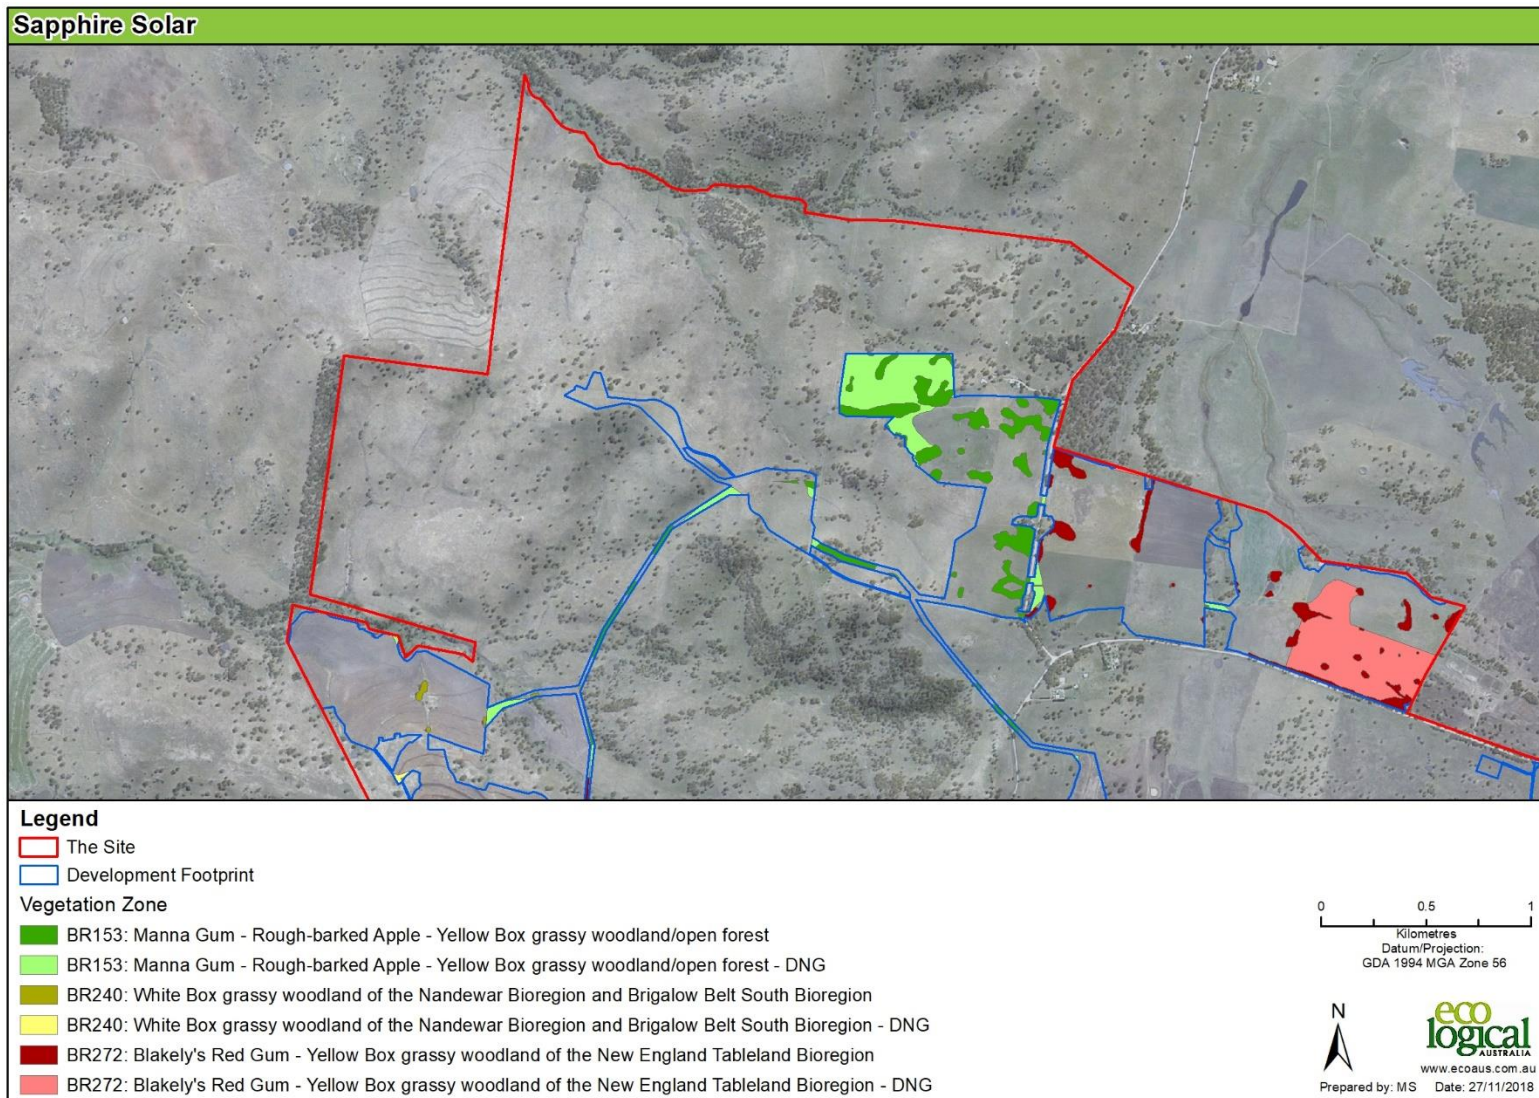 Sapphire Solar
Legend
The Site
Development Footprint
Vegetation Zone
BR153: Manna Gum - Rough-barked Apple - Yellow Box grassy woodland/open forest
BR153: Manna Gum - Rough-barked Apple - Yellow Box grassy woodland/open forest - DNG
BR240: White Box grassy woodland of the Nandewar Bioregion and Brigalow Belt South Bioregion
BR240: White Box grassy woodland of the Nandewar Bioregion and Brigalow Belt South Bioregion - DNG
BR272: Blakely's Red Gum - Yellow Box grassy woodland of the New England Tableland Bioregion
BR272: Blakely's Red Gum - Yellow Box grassy woodland of the New England Tableland Bioregion - DNG
0 0.5 1
Kilometres
Datum/Projection:
GDA 1994 MGA Zone 56
N
eco
logical
AUSTRALIA
www.ecoaus.com.au
Prepared by: MS Date: 27/11/2018